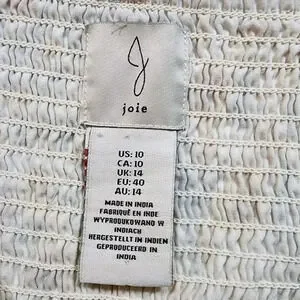 J
joie
US: 10
CA: 10
UK: 14
EU: 40
AU: 14
MADE IN INDIA
FABRIQUÉ EN INDE
WYPRODUKOWANO W
INDIACH
HERGESTELLT IN INDIEN
GEPRODUCEERD IN
INDIA